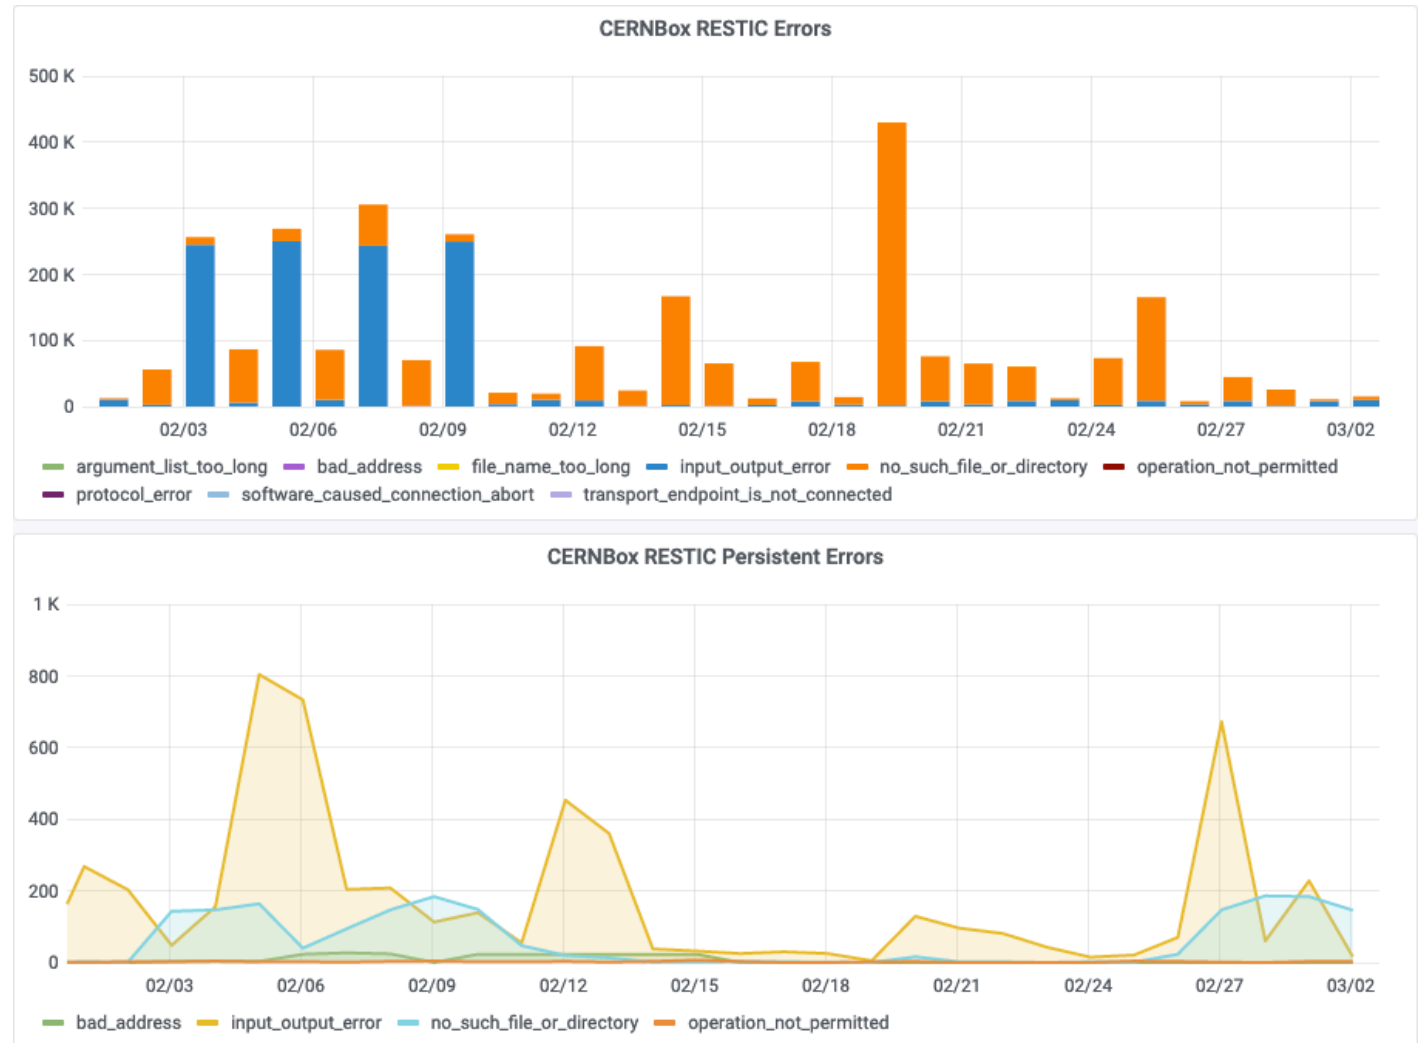 CERNBox RESTIC Errors
500 K
400 K
300 K
200 K
100 K
0
02/03 02/06 02/09 02/12 02/15 02/18 02/21 02/24 02/27 03/02
argument_list_too_long bad_address file_name_too_long input_output_error no_such_file_or_directory operation_not_permitted
protocol_error software_caused_connection_abort transport_endpoint_is_not_connected
CERNBox RESTIC Persistent Errors
1 K
800
600
400
200
0
02/03 02/06 02/09 02/12 02/15 02/18 02/21 02/24 02/27 03/02
bad_address input_output_error no_such_file_or_directory operation_not_permitted